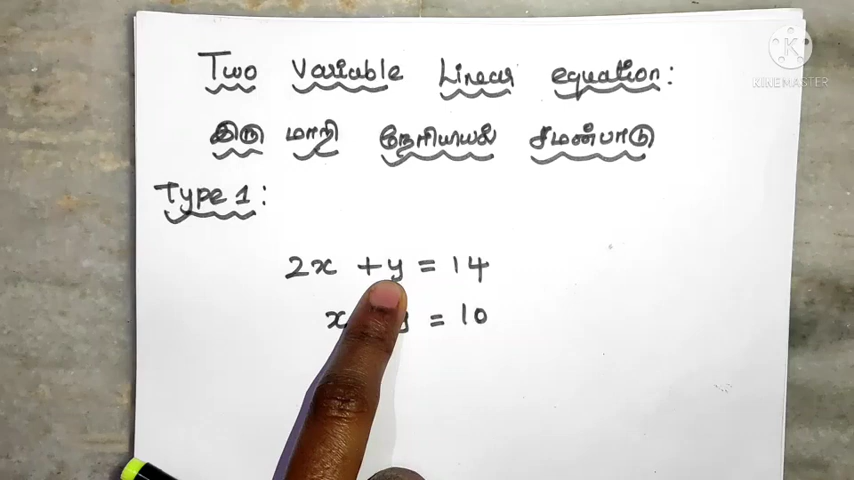 Two Variable Linear equation:
இரு மாறி நேரியியல் சமன்பாடு
Type 1:
2x + y = 14
x y = 10
KINEMASTER